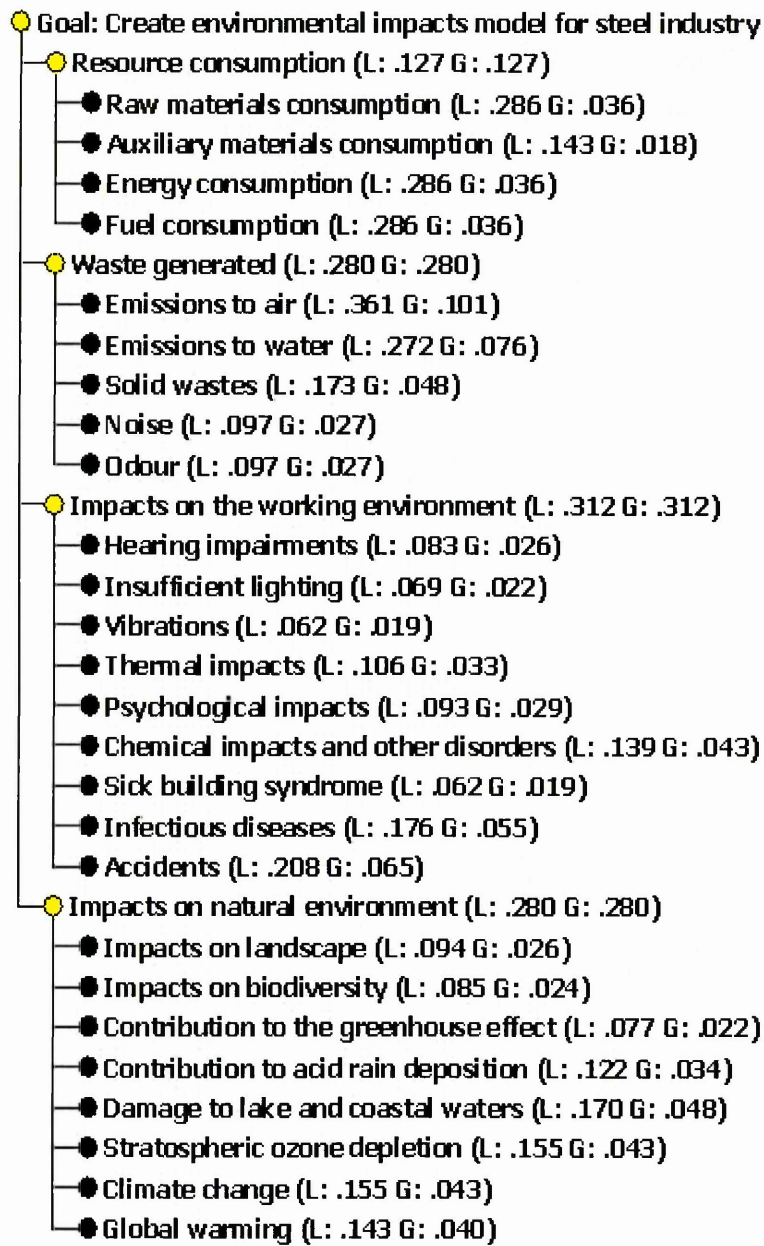 Goal: Create environmental impacts model for steel industry
Resource consumption (L: .127 G: .127)
Raw materials consumption (L: .286 G: .036)
Auxiliary materials consumption (L: .143 G: .018)
Energy consumption (L: .286 G: .036)
Fuel consumption (L: .286 G: .036)
Waste generated (L: .280 G: .280)
Emissions to air (L: .361 G: .101)
Emissions to water (L: .272 G: .076)
Solid wastes (L: .173 G: .048)
Noise (L: .097 G: .027)
Odour (L: .097 G: .027)
Impacts on the working environment (L: .312 G: .312)
Hearing impairments (L: .083 G: .026)
Insufficient lighting (L: .069 G: .022)
Vibrations (L: .062 G: .019)
Thermal impacts (L: .106 G: .033)
Psychological impacts (L: .093 G: .029)
Chemical impacts and other disorders (L: .139 G: .043)
Sick building syndrome (L: .062 G: .019)
Infectious diseases (L: .176 G: .055)
Accidents (L: .208 G: .065)
Impacts on natural environment (L: .280 G: .280)
Impacts on landscape (L: .094 G: .026)
Impacts on biodiversity (L: .085 G: .024)
Contribution to the greenhouse effect (L: .077 G: .022)
Contribution to acid rain deposition (L: .122 G: .034)
Damage to lake and coastal waters (L: .170 G: .048)
Stratospheric ozone depletion (L: .155 G: .043)
Climate change (L: .155 G: .043)
Global warming (L: .143 G: .040)